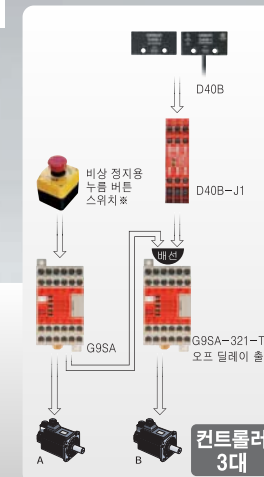 D40B
D40B-J1
비상 정지용
누름 버튼
스위치※
배선
G9SA
G9SA-321-T
오프 딜레이 출
A
B
컨트롤러
3대